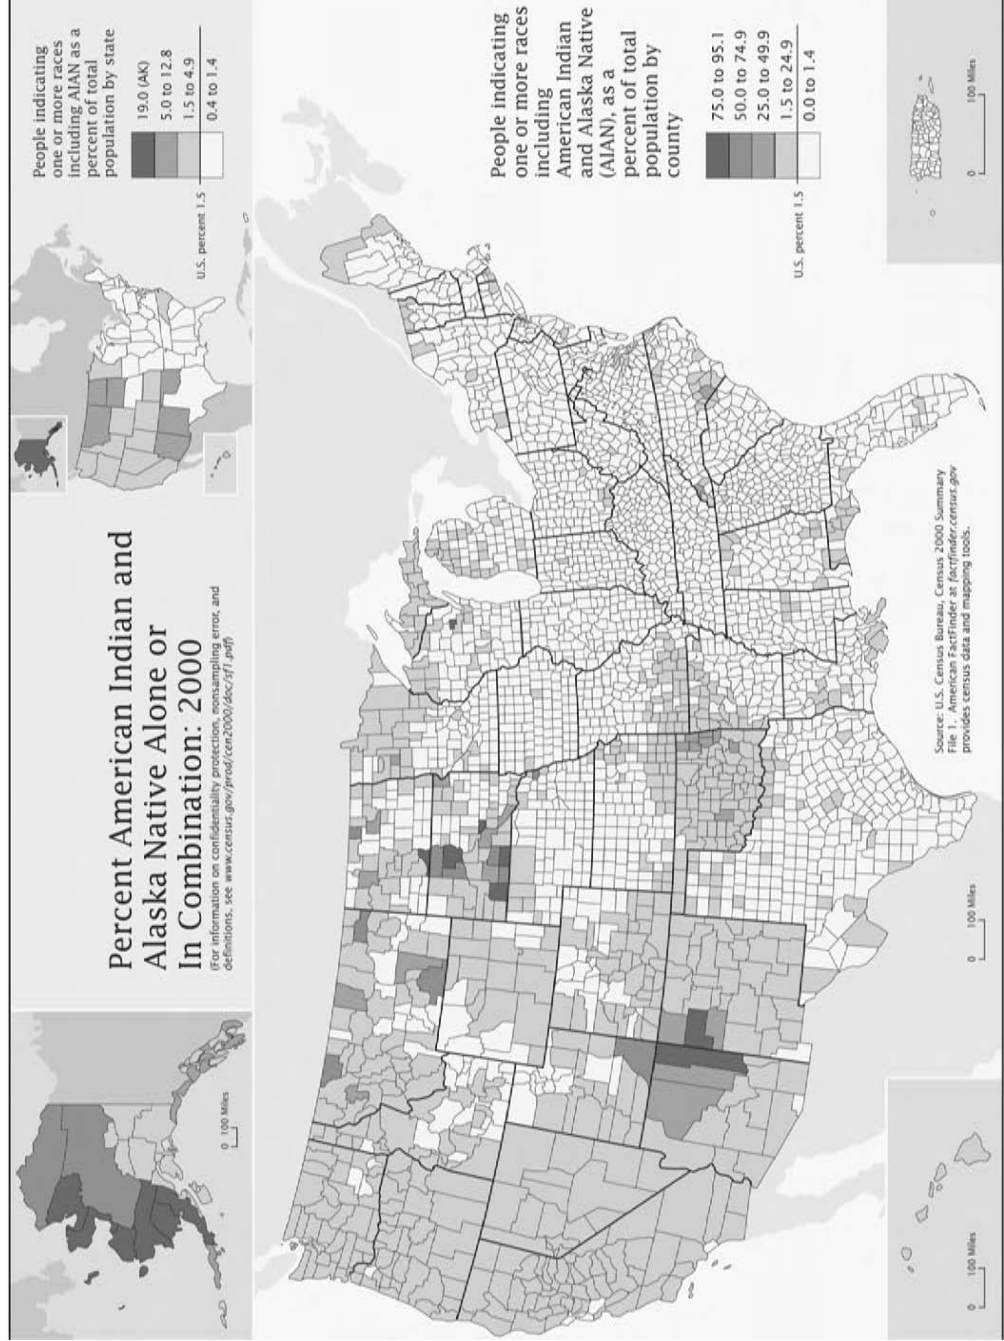 Percent American Indian and
Alaska Native Alone or
In Combination: 2000
(For information on confidentiality protection, nonsampling error, and
definitions, see www.census.gov/prod/cen2000/doc/sf1.pdf)
People indicating
one or more races
including AIAN as a
percent of total
population by state
19.0 (AK)
5.0 to 12.8
1.5 to 4.9
0.4 to 1.4
U.S. percent 1.5
0 100 Miles
People indicating
one or more races
including
American Indian
and Alaska Native
(AIAN), as a
percent of total
population by
county
75.0 to 95.1
50.0 to 74.9
25.0 to 49.9
1.5 to 24.9
0.0 to 1.4
U.S. percent 1.5
Source: U.S. Census Bureau, Census 2000 Summary
File 1. American FactFinder at factfinder.census.gov
provides census data and mapping tools.
0 100 Miles
0 100 Miles
0 100 Miles